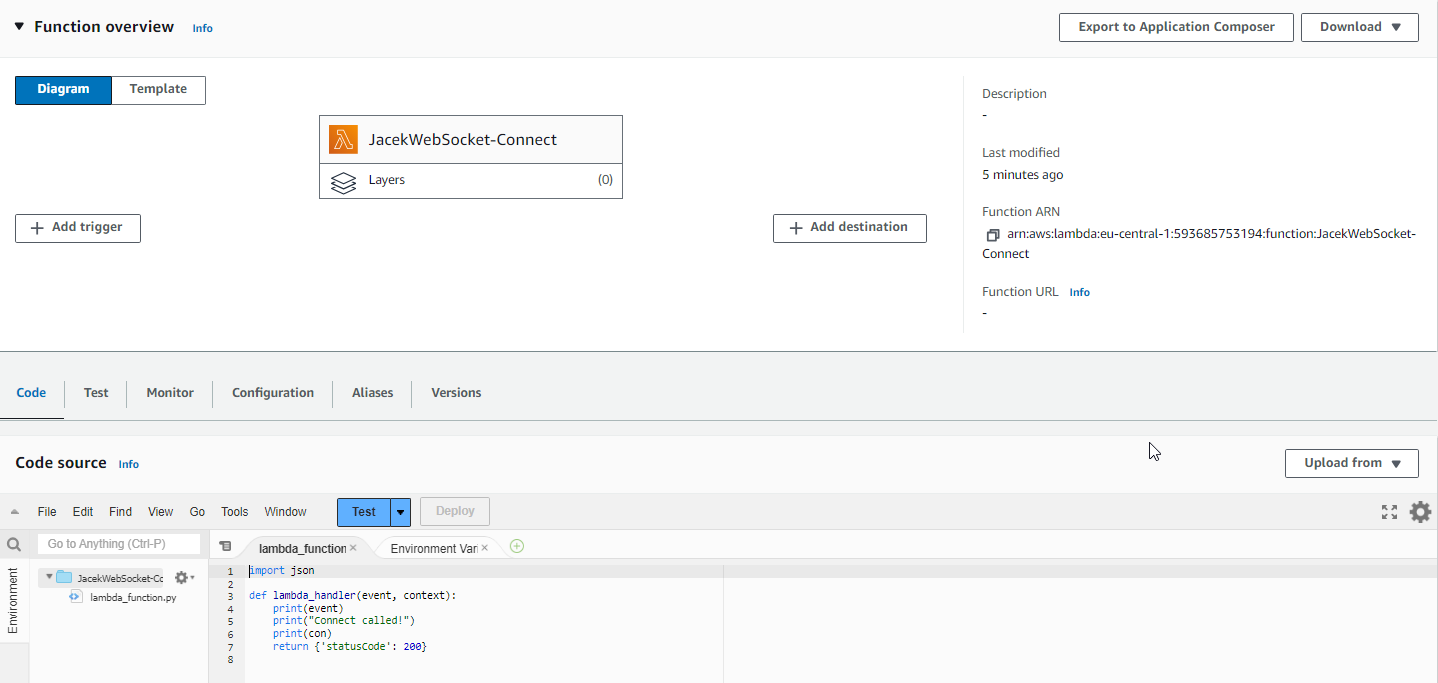 Function overview Info
Export to Application Composer
Download
Diagram
Template
JacekWebSocket-Connect
Layers
(0)
Add trigger
Add destination
Description
-
Last modified
5 minutes ago
Function ARN
arn:aws:lambda:eu-central-1:593685753194:function:JacekWebSocket-
Connect
Function URL Info
-
Code
Test
Monitor
Configuration
Aliases
Versions
Code source Info
Upload from
File Edit Find View Go Tools Window
Test
Deploy
Go to Anything (Ctrl-P)
lambda_function
Environment Vari
Environment
JacekWebSocket-Co
lambda_function.py
1 import json
2
3 def lambda_handler(event, context):
4     print(event)
5     print("Connect called!")
6     print(con)
7     return {'statusCode': 200}
8